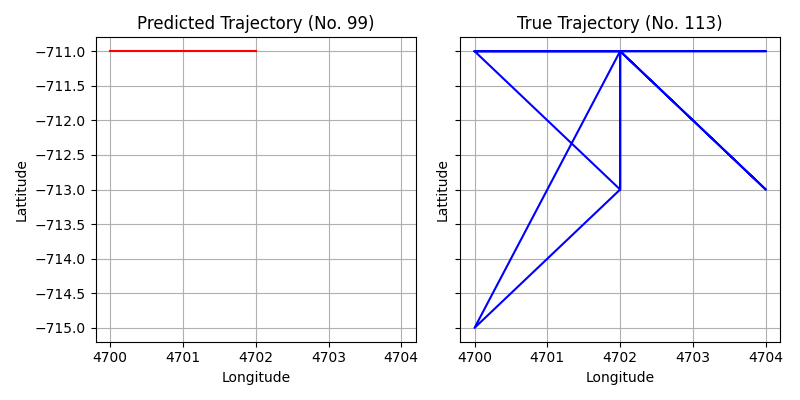 Predicted Trajectory (No. 99)
True Trajectory (No. 113)
−711.0
−711.5
−712.0
−712.5
−713.0
−713.5
−714.0
−714.5
−715.0
Lattitude
Lattitude
4700 4701 4702 4703 4704
4700 4701 4702 4703 4704
Longitude
Longitude